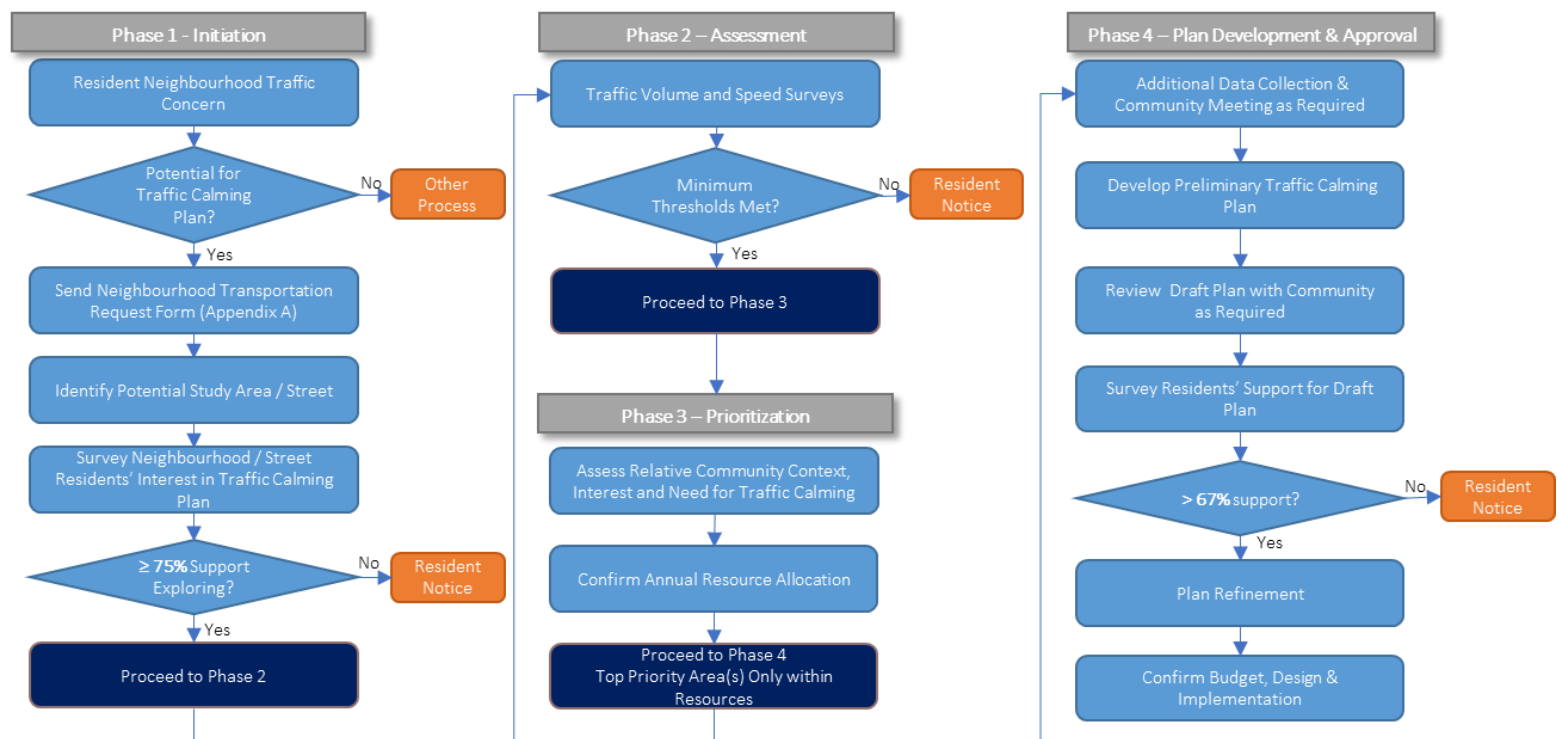 Phase 1 - Initiation
Resident Neighbourhood Traffic
Concern
Potential for
Traffic Calming
Plan?
No
Other
Process
Yes
Send Neighbourhood Transportation
Request Form (Appendix A)
Identify Potential Study Area / Street
Survey Neighbourhood / Street
Residents’ Interest in Traffic Calming
Plan
≥ 75% Support
Exploring?
No
Resident
Notice
Yes
Proceed to Phase 2
Phase 2 – Assessment
Traffic Volume and Speed Surveys
Minimum
Thresholds Met?
No
Resident
Notice
Yes
Proceed to Phase 3
Phase 3 – Prioritization
Assess Relative Community Context,
Interest and Need for Traffic Calming
Confirm Annual Resource Allocation
Proceed to Phase 4
Top Priority Area(s) Only within
Resources
Phase 4 – Plan Development & Approval
Additional Data Collection &
Community Meeting as Required
Develop Preliminary Traffic Calming
Plan
Review Draft Plan with Community
as Required
Survey Residents’ Support for Draft
Plan
> 67% support?
No
Resident
Notice
Yes
Plan Refinement
Confirm Budget, Design &
Implementation